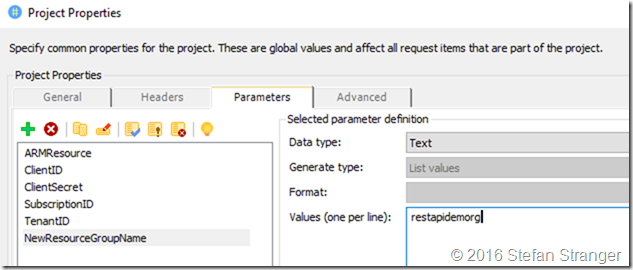 Project Properties
Specify common properties for the project. These are global values and affect all request items that are part of the project.
Project Properties
General Headers Parameters Advanced
Selected parameter definition
ARMResource
ClientID
ClientSecret
SubscriptionID
TenantID
NewResourceGroupName
Data type: Text
Generate type: List values
Format:
Values (one per line): restapidemorg
© 2016 Stefan Stranger